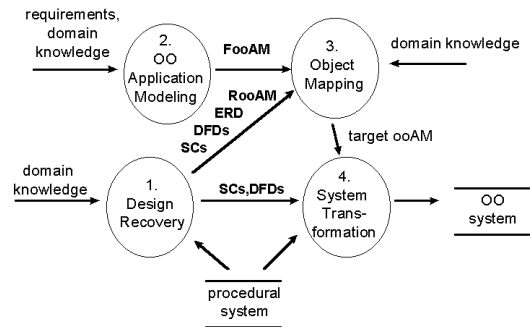 requirements,
domain
knowledge
2.
OO
Application
Modeling
FooAM
3.
Object
Mapping
domain knowledge
RooAM
ERD
DFDs
SCs
target ooAM
domain
knowledge
1.
Design
Recovery
SCs,DFDs
4.
System
Trans-
formation
OO
system
procedural
system